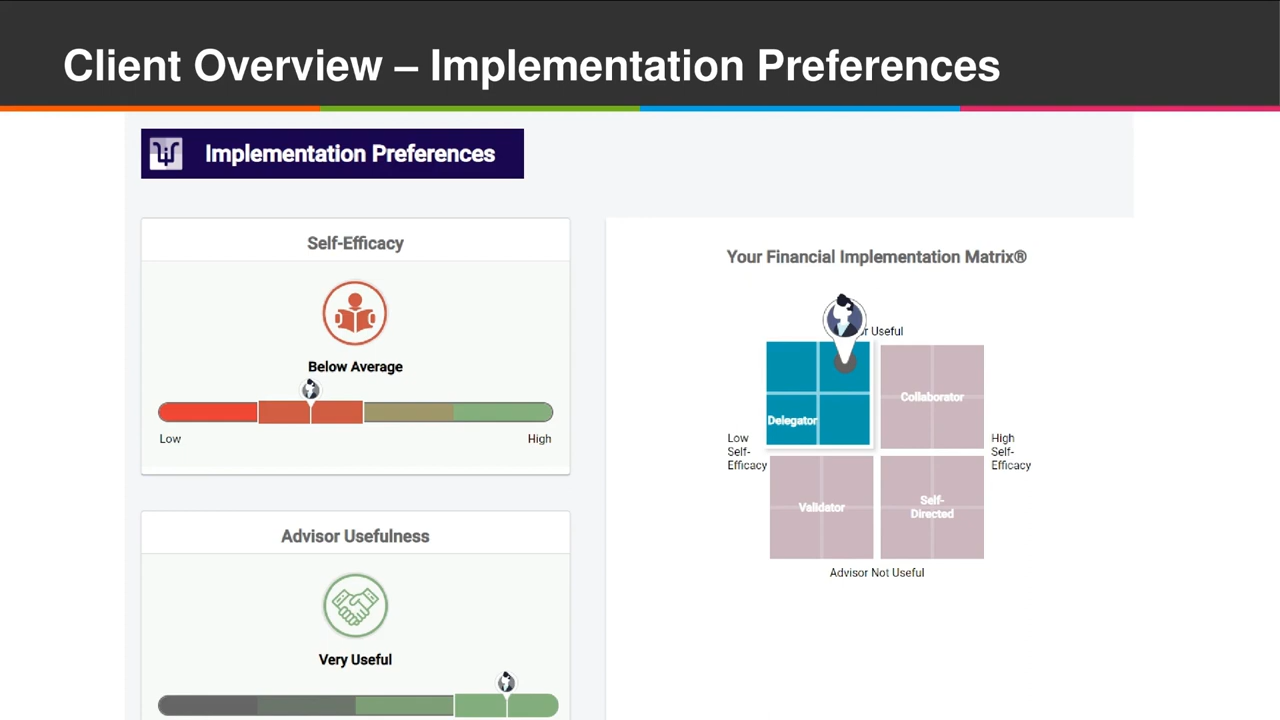 Client Overview – Implementation Preferences
Implementation Preferences
Self-Efficacy
Below Average
Low
High
Advisor Usefulness
Very Useful
Your Financial Implementation Matrix®
Useful
Delegator
Collaborator
Low
Self-
Efficacy
High
Self-
Efficacy
Validator
Self-
Directed
Advisor Not Useful